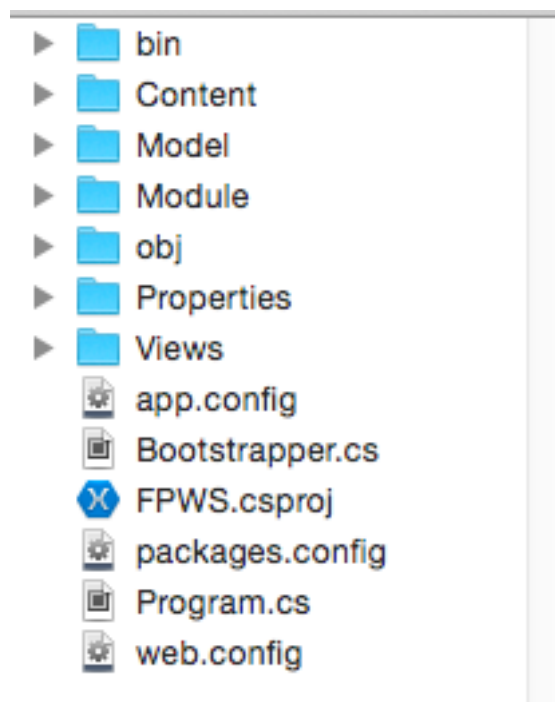 bin
Content
Model
Module
obj
Properties
Views
app.config
Bootstrapper.cs
FPWS.csproj
packages.config
Program.cs
web.config